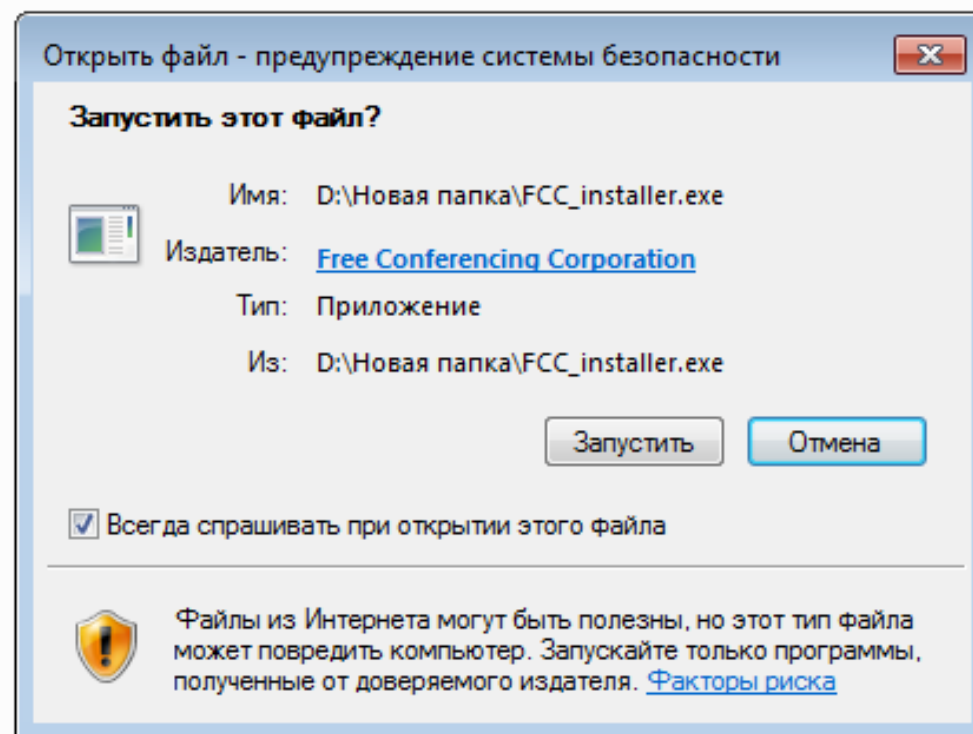 Открыть файл - предупреждение системы безопасности
Запустить этот файл?
Имя: D:\Новая папка\FCC_installer.exe
Издатель: Free Conferencing Corporation
Тип: Приложение
Из: D:\Новая папка\FCC_installer.exe
Запустить Отмена
Всегда спрашивать при открытии этого файла
Файлы из Интернета могут быть полезны, но этот тип файла
может повредить компьютер. Запускайте только программы,
полученные от доверяемого издателя. Факторы риска